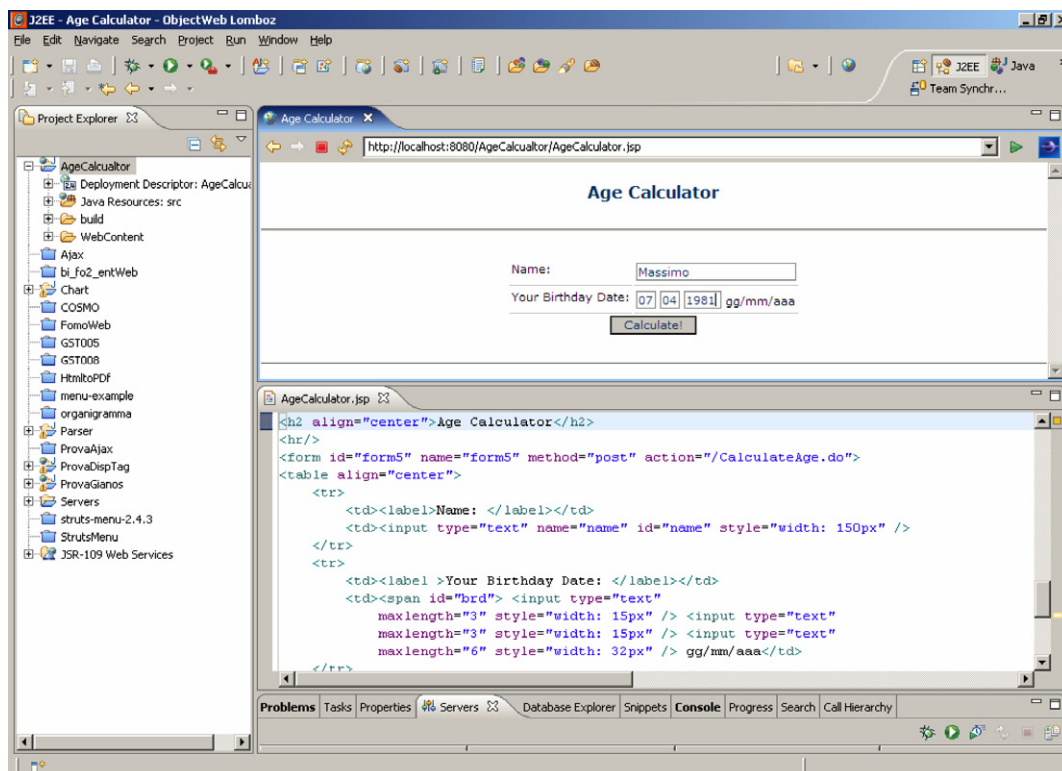 J2EE - Age Calculator - ObjectWeb Lomboz
File Edit Navigate Search Project Run Window Help
J2EE Java
Team Synchr...
Project Explorer
AgeCalcualtor
Deployment Descriptor: AgeCalcua
Java Resources: src
build
WebContent
Ajax
bi_fo2_entWeb
Chart
COSMO
FomoWeb
GST005
GST008
HtmltoPDf
menu-example
organigramma
Parser
ProvaAjax
ProvaDispTag
ProvaGianos
Servers
struts-menu-2.4.3
StrutsMenu
JSR-109 Web Services
Age Calculator
http://localhost:8080/AgeCalcualtor/AgeCalculator.jsp
Age Calculator
Name: Massimo
Your Birthday Date: 07 04 1981 gg/mm/aaa
Calculate!
AgeCalculator.jsp
<h2 align="center">Age Calculator</h2>
<hr/>
<form id="form5" name="form5" method="post" action="/CalculateAge.do">
<table align="center">
<tr>
<td><label>Name: </label></td>
<td><input type="text" name="name" id="name" style="width: 150px" />
</tr>
<tr>
<td><label >Your Birthday Date: </label></td>
<td><span id="brd"> <input type="text"
maxlength="3" style="width: 15px" /> <input type="text"
maxlength="3" style="width: 15px" /> <input type="text"
maxlength="6" style="width: 32px" /> gg/mm/aaa</td>
</tr>
Problems Tasks Properties Servers Database Explorer Snippets Console Progress Search Call Hierarchy